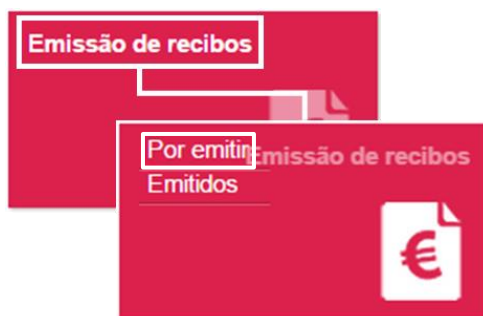 Emissão de recibos
Por emitir
Emissão de recibos
Emitidos
€